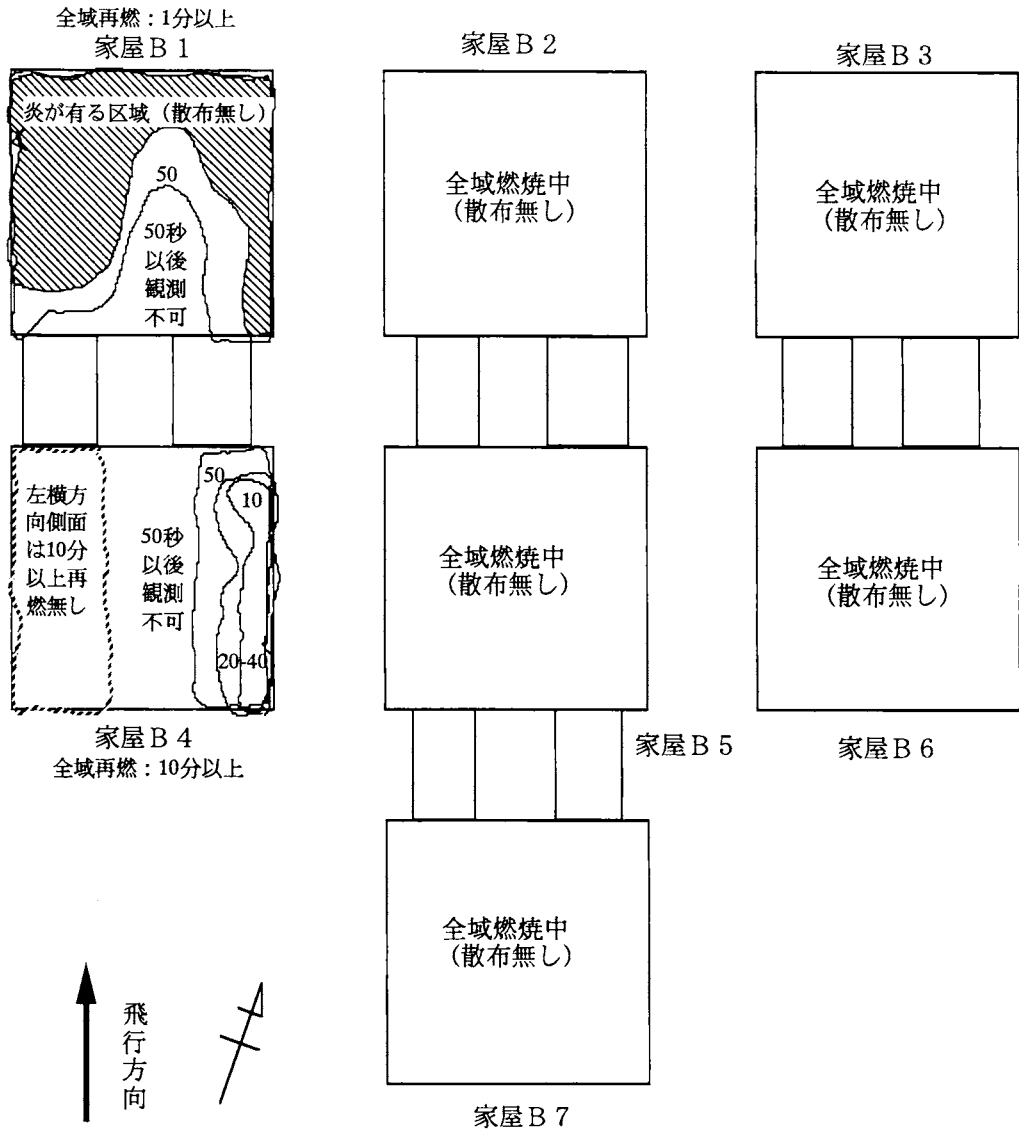 全域再燃：1分以上
家屋Ｂ１
炎が有る区域（散布無し）
50
50秒
以後
観測
不可
家屋Ｂ２
全域燃焼中
（散布無し）
家屋Ｂ３
全域燃焼中
（散布無し）
左横方
向側面
は10分
以上再
燃無し
50秒
以後
観測
不可
50
10
20-40
家屋Ｂ４
全域再燃：10分以上
全域燃焼中
（散布無し）
家屋Ｂ５
全域燃焼中
（散布無し）
家屋Ｂ６
全域燃焼中
（散布無し）
家屋Ｂ７
飛行方向